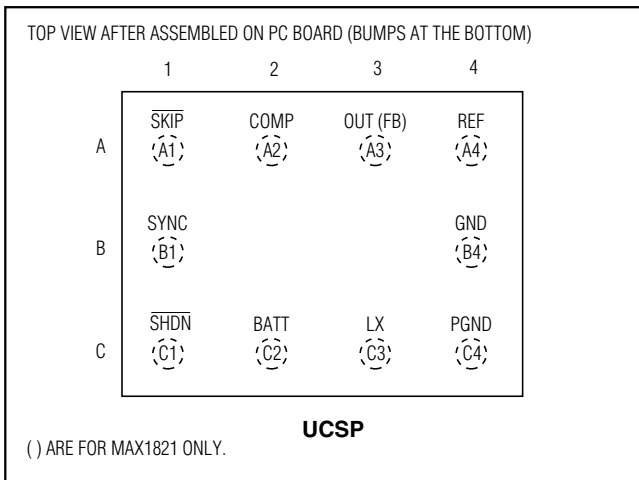 TOP VIEW AFTER ASSEMBLED ON PC BOARD (BUMPS AT THE BOTTOM)
1 2 3 4
SKIP COMP OUT (FB) REF
A A1 A2 A3 A4
SYNC GND
B B1 B4
SHDN BATT LX PGND
C C1 C2 C3 C4
UCSP
( ) ARE FOR MAX1821 ONLY.